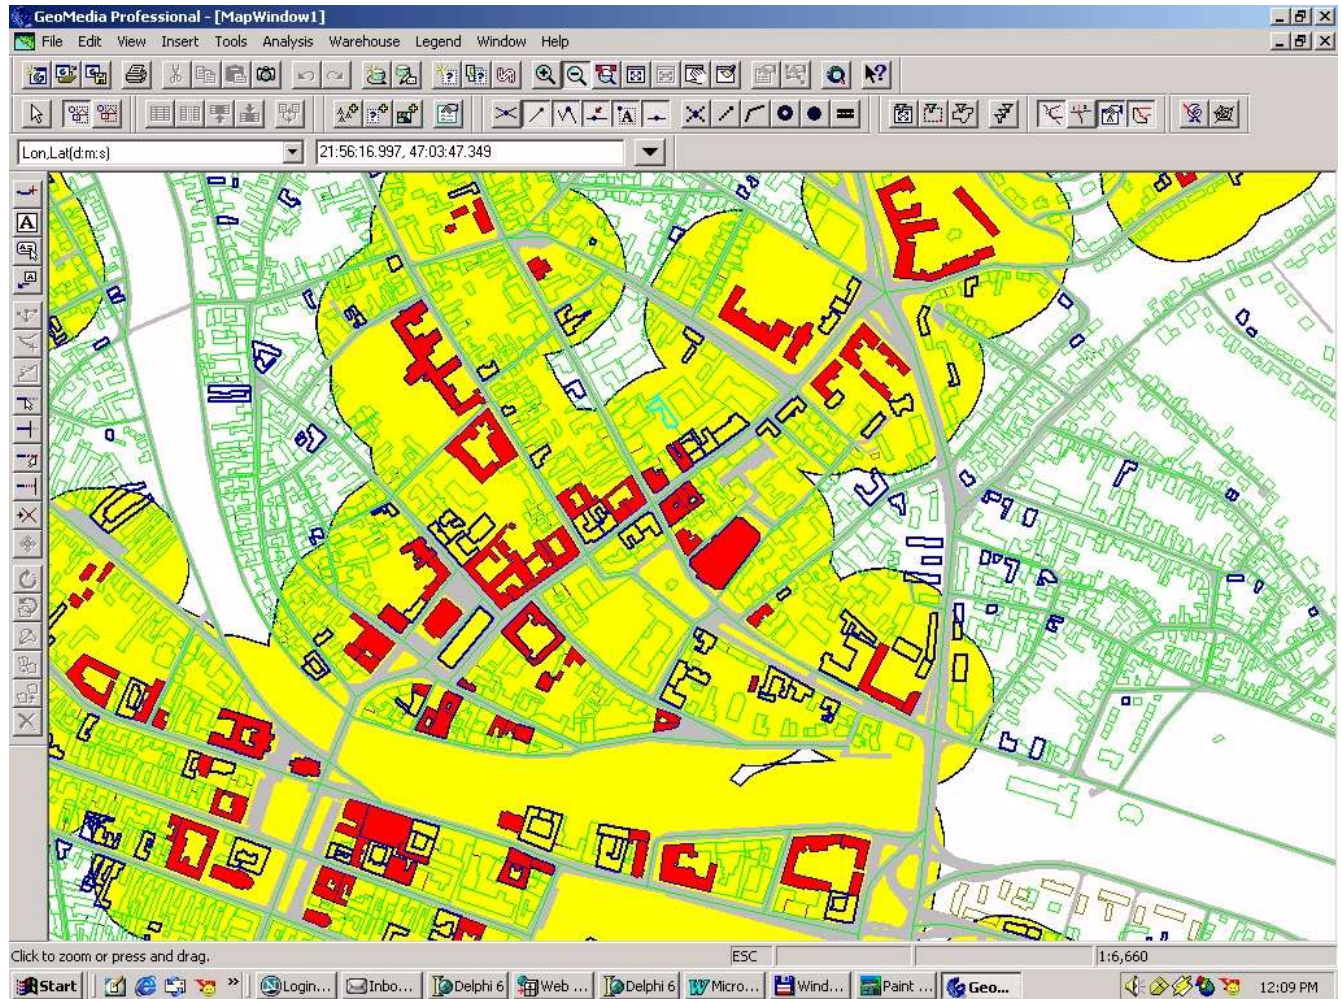 GeoMedia Professional - [MapWindow1]
File Edit View Insert Tools Analysis Warehouse Legend Window Help
Lon,Lat(d:m:s) 21:56:16.997, 47:03:47.349
Click to zoom or press and drag. ESC 1:6,660
Start » Login... Inbo... Delphi 6 Web ... Delphi 6 Micro... Wind... Paint ... Geo... 12:09 PM